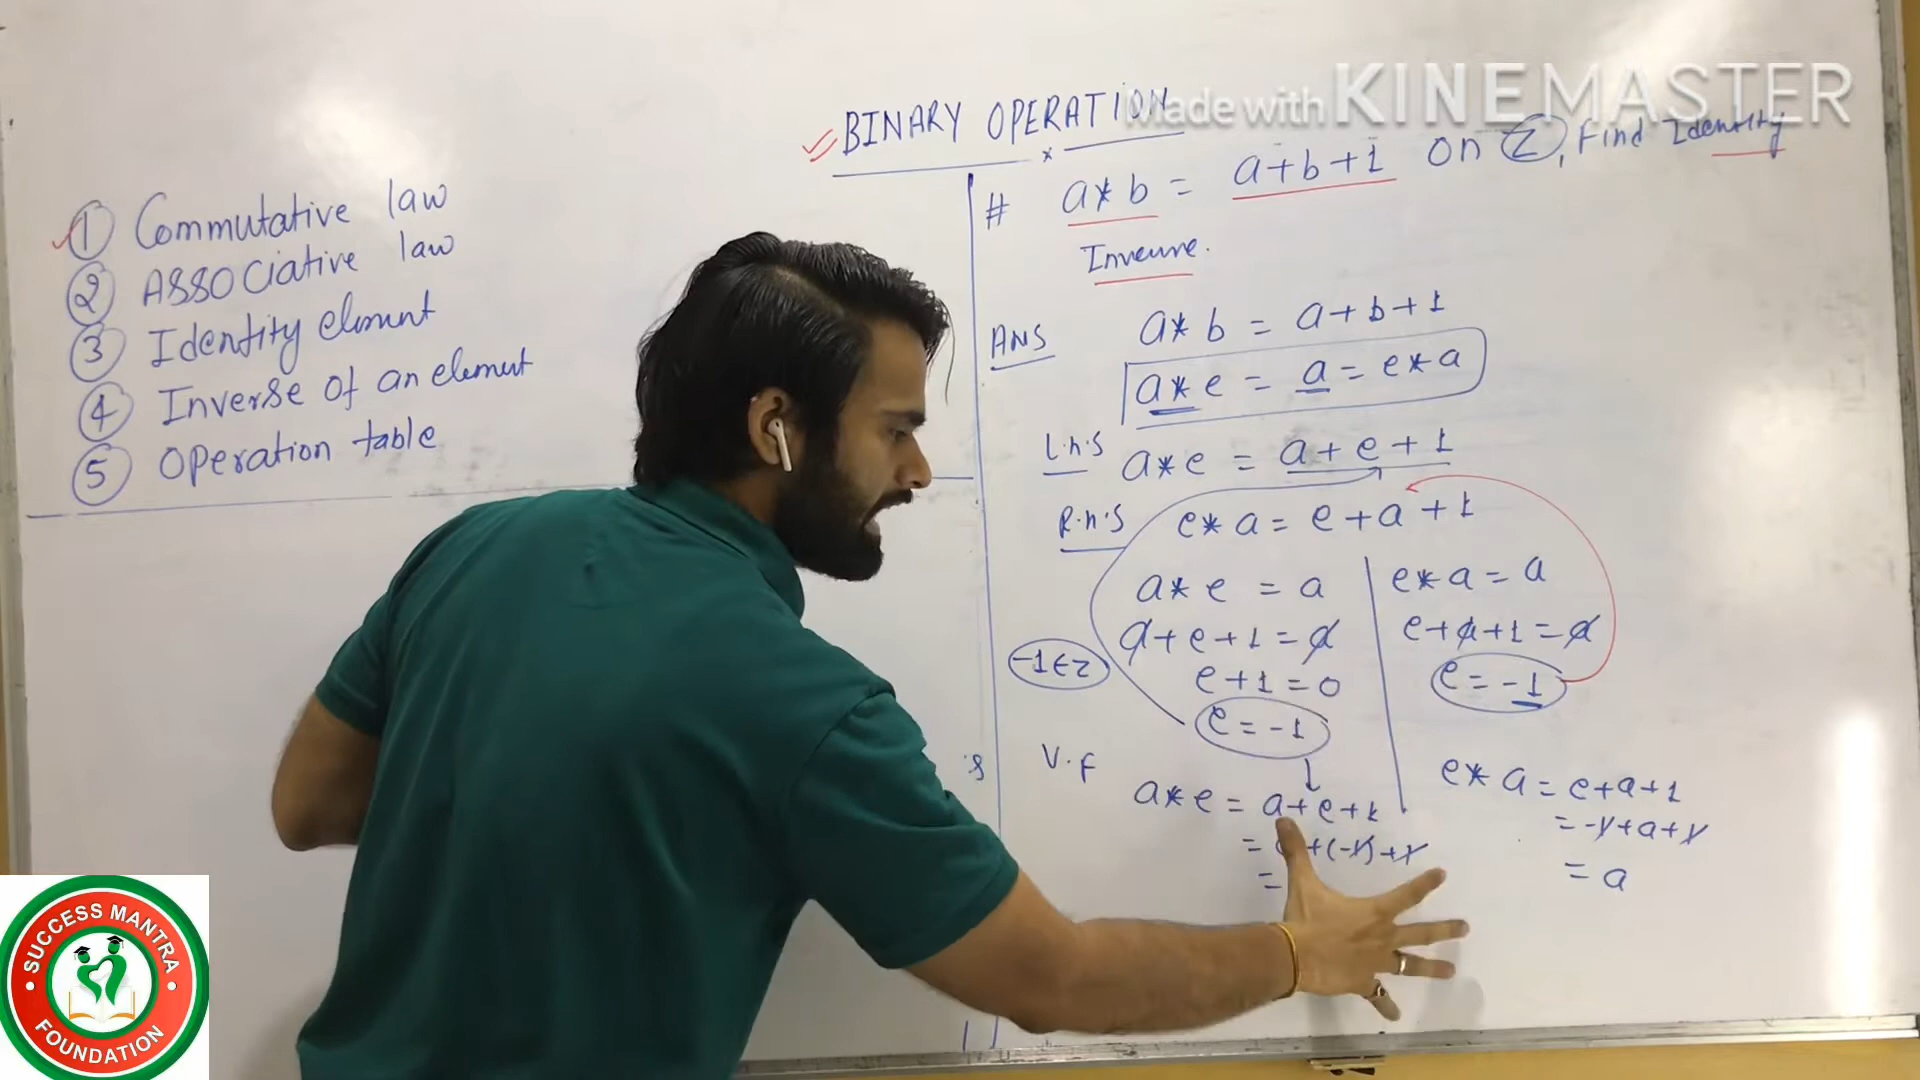 Made with KINEMASTER
BINARY OPERATION
① Commutative law
② ASSOCiative law
③ Identity element
④ Inverse of an element
⑤ Operation table
# a * b = a+b+1 on Z, Find Identity
Inverse.
ANS a * b = a+b+1
a * e = a = e * a
L.h.S a * e = a+e+1
R.h.S e * a = e+a+1
a * e = a
e * a = a
a+e+1 = a
e+a+1 = a
-1∈Z
e+1 = 0
e = -1
e = -1
V.f
a * e = a+e+1
= +(-1)+1
=
e * a = e+a+1
= -1+a+1
= a
SUCCESS MANTRA
FOUNDATION